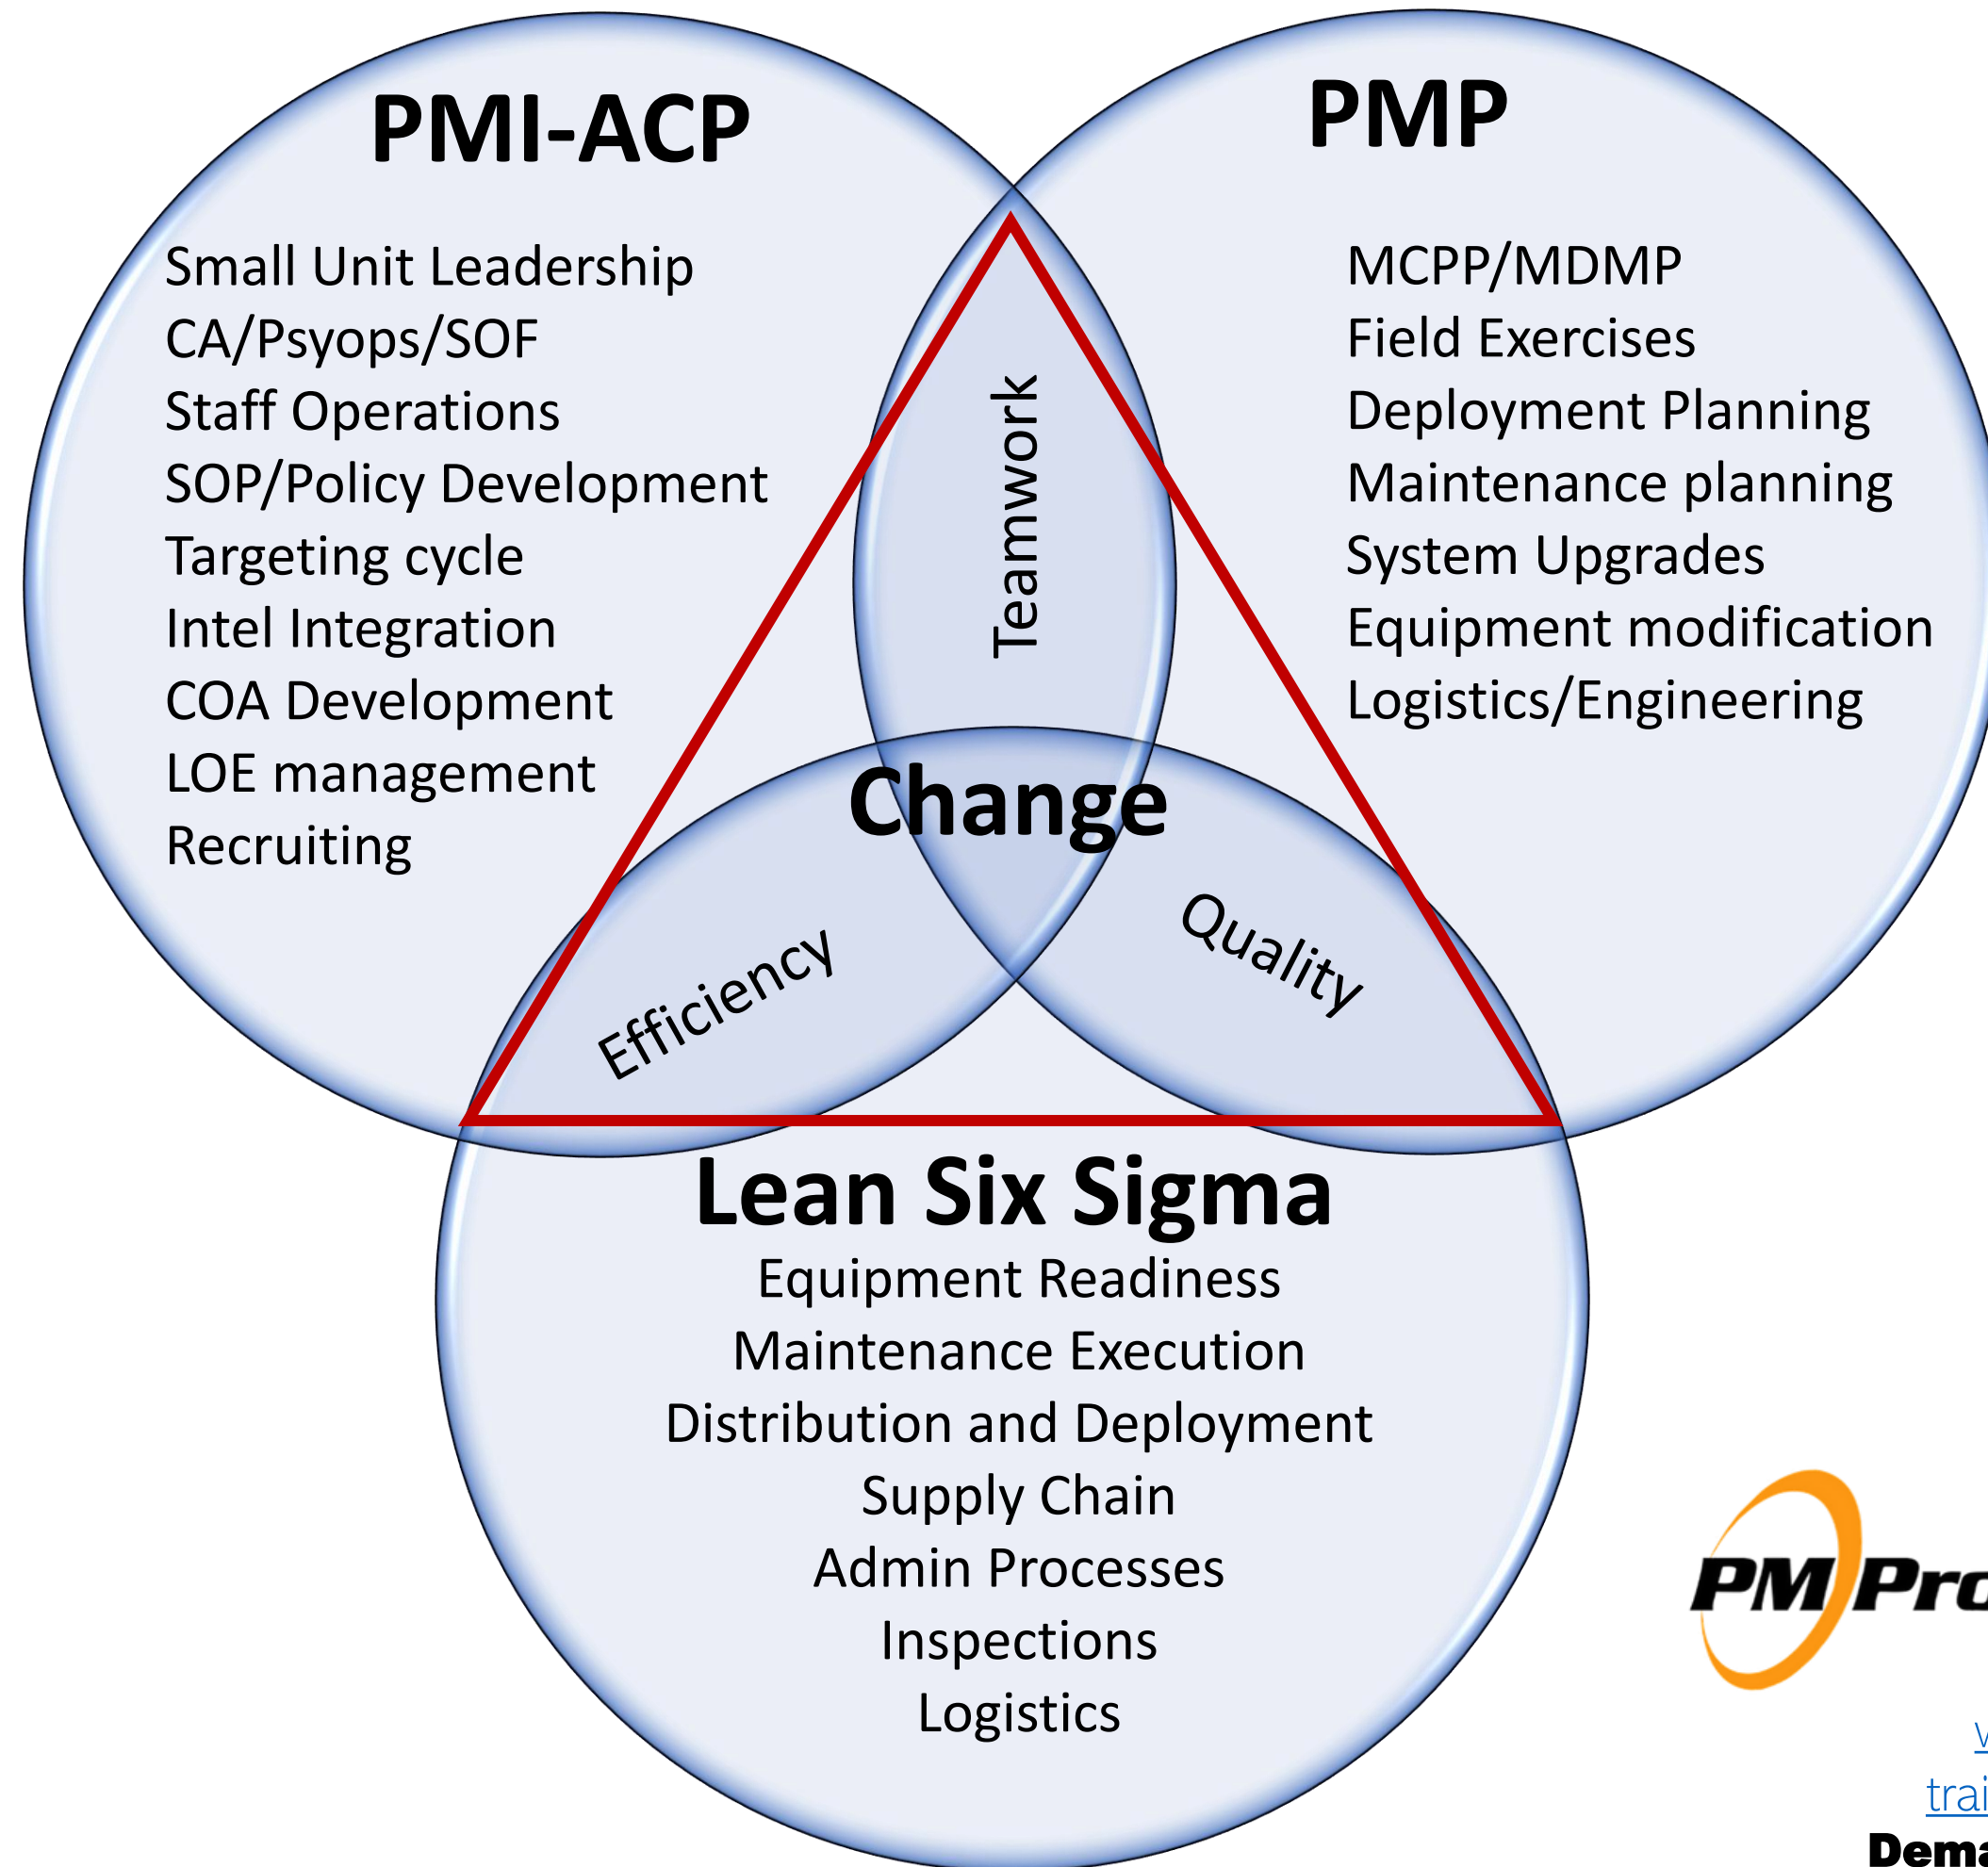 PMI-ACP
Small Unit Leadership
CA/Psyops/SOF
Staff Operations
SOP/Policy Development
Targeting cycle
Intel Integration
COA Development
LOE management
Recruiting
PMP
MCPP/MDMP
Field Exercises
Deployment Planning
Maintenance planning
System Upgrades
Equipment modification
Logistics/Engineering
Teamwork
Change
Efficiency
Quality
Lean Six Sigma
Equipment Readiness
Maintenance Execution
Distribution and Deployment
Supply Chain
Admin Processes
Inspections
Logistics
PM Pro
trai
Dema